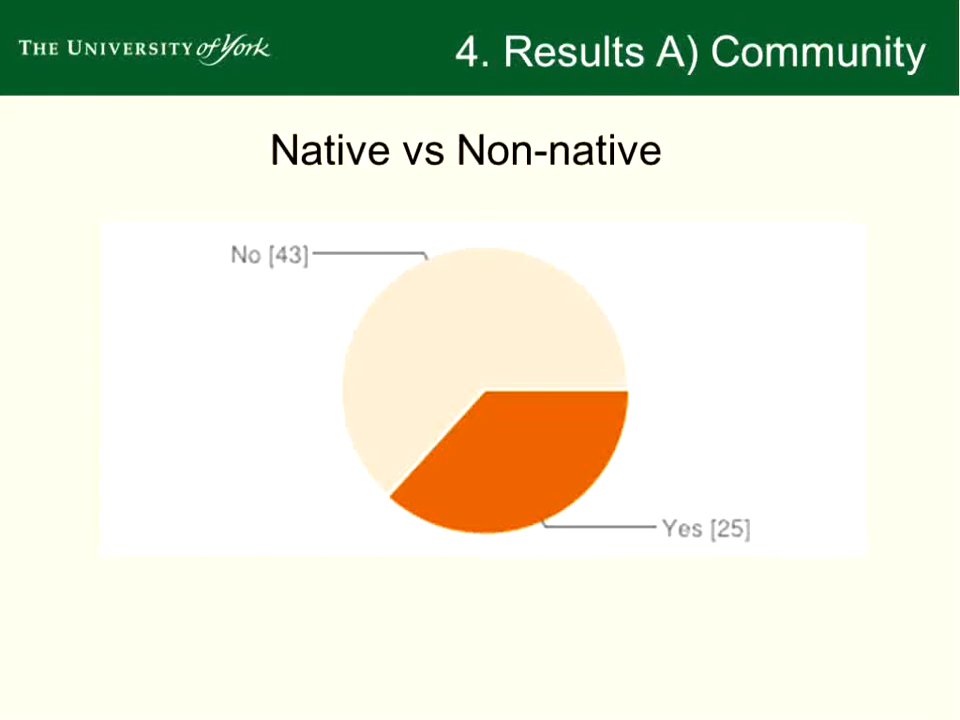 THE UNIVERSITY of York
4. Results A) Community
Native vs Non-native
No [43]
Yes [25]